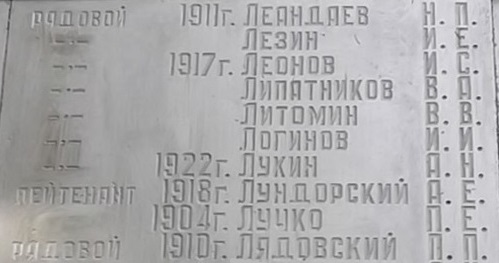 РЯДОВОЙ 1911г. ЛЕАНДАЕВ Н. П.
-"- ЛЕЗИН И. Е.
-"- 1917г. ЛЕОНОВ И. С.
-"- ЛИПАТНИКОВ В. А.
-"- ЛИТОМИН В. В.
-"- ЛОГИНОВ И. И.
1922г. ЛУКИН А. Н.
ЛЕЙТЕНАНТ 1918г. ЛУНДОРСКИЙ А. Е.
1904г. ЛУЧКО П. Е.
РЯДОВОЙ 1910г. ЛЯДОВСКИЙ П. П.